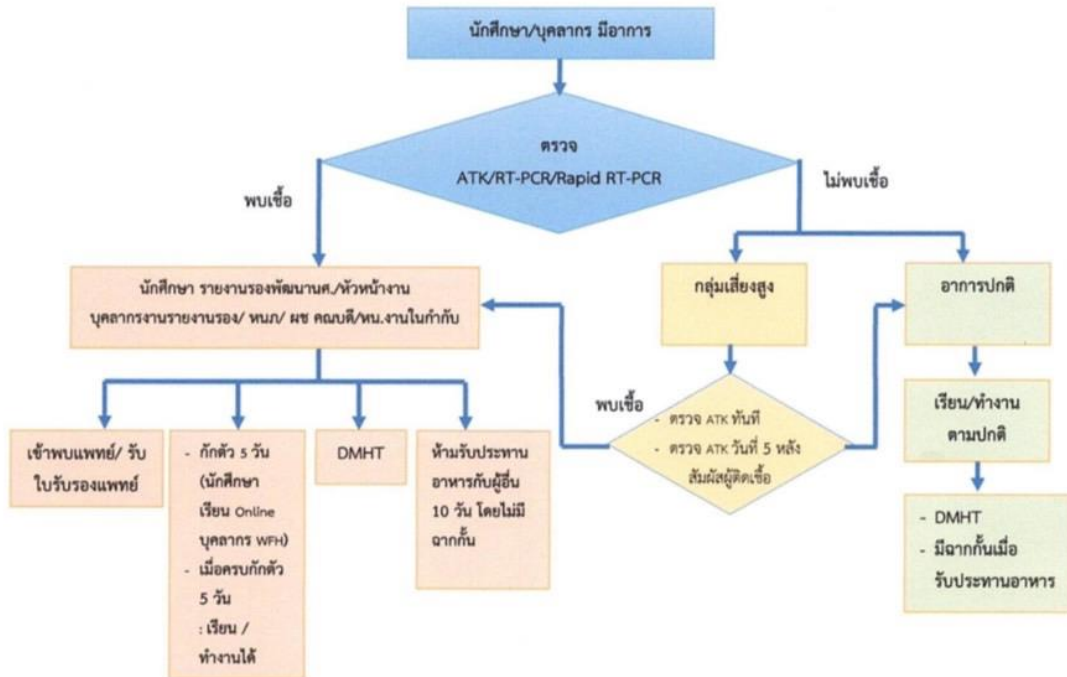 นักศึกษา/บุคลากร มีอาการ
ตรวจ
ATK/RT-PCR/Rapid RT-PCR
พบเชื้อ
ไม่พบเชื้อ
นักศึกษา รายงานรองพัฒนานศ./หัวหน้างาน
บุคลากรงานรายงานรอง/ หนภ/ ผช คณบดี/หน.งานในกำกับ
กลุ่มเสี่ยงสูง
อาการปกติ
พบเชื้อ
- ตรวจ ATK ทันที
- ตรวจ ATK วันที่ 5 หลัง
สัมผัสผู้ติดเชื้อ
เรียน/ทำงาน
ตามปกติ
เข้าพบแพทย์/ รับ
ใบรับรองแพทย์
- กักตัว 5 วัน
(นักศึกษา
เรียน Online
บุคลากร WFH)
- เมื่อครบกักตัว
5 วัน
: เรียน /
ทำงานได้
DMHT
ห้ามรับประทาน
อาหารกับผู้อื่น
10 วัน โดยไม่มี
ฉากกั้น
- DMHT
- มีฉากกั้นเมื่อ
รับประทานอาหาร